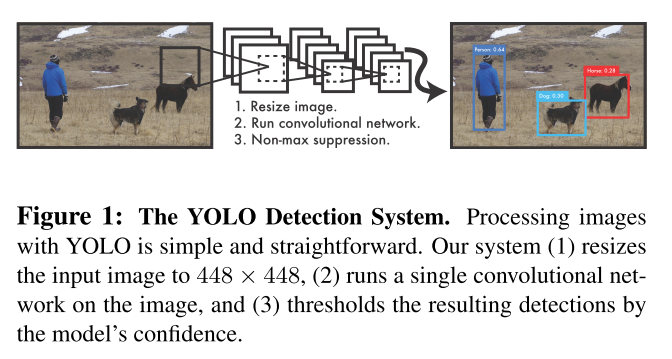 1. Resize image.
2. Run convolutional network.
3. Non-max suppression.
Person: 0.64
Horse: 0.28
Dog: 0.30
Figure 1: The YOLO Detection System. Processing images
with YOLO is simple and straightforward. Our system (1) resizes
the input image to 448 × 448, (2) runs a single convolutional net-
work on the image, and (3) thresholds the resulting detections by
the model's confidence.